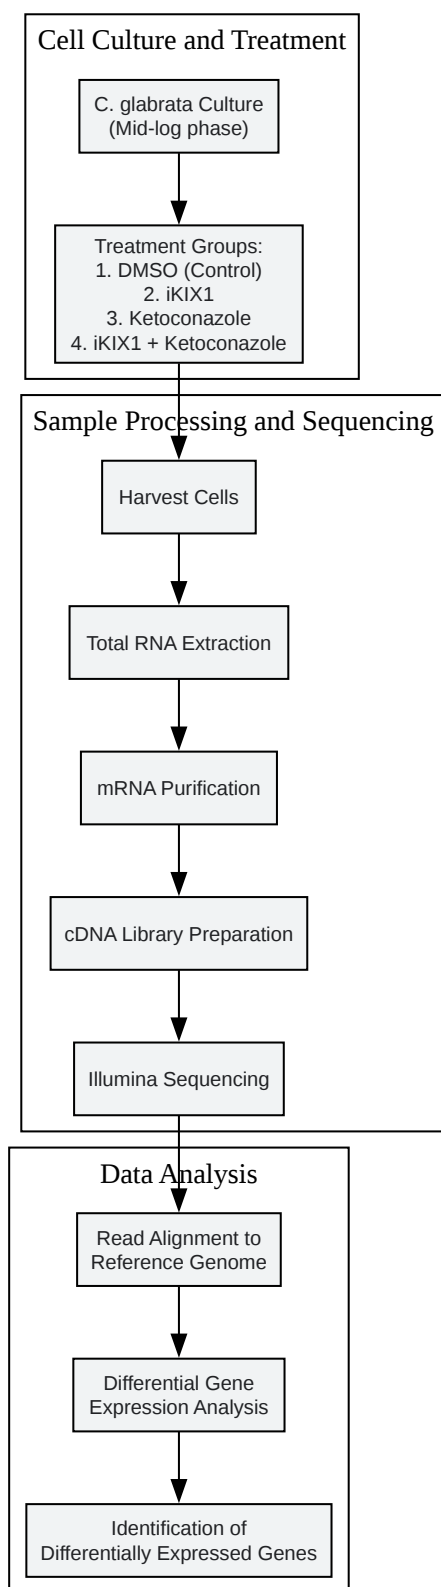 Cell Culture and Treatment
C. glabrata Culture
(Mid-log phase)
Treatment Groups:
1. DMSO (Control)
2. iKIX1
3. Ketoconazole
4. iKIX1 + Ketoconazole
Sample Processing and Sequencing
Harvest Cells
Total RNA Extraction
mRNA Purification
cDNA Library Preparation
Illumina Sequencing
Data Analysis
Read Alignment to
Reference Genome
Differential Gene
Expression Analysis
Identification of
Differentially Expressed Genes